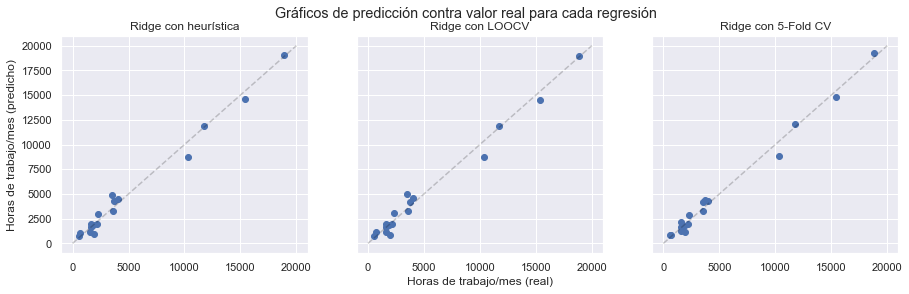 Gráficos de predicción contra valor real para cada regresión
Ridge con heurística
Ridge con LOOCV
Ridge con 5-Fold CV
Horas de trabajo/mes (predicho)
20000
17500
15000
12500
10000
7500
5000
2500
0
0 5000 10000 15000 20000
0 5000 10000 15000 20000
0 5000 10000 15000 20000
Horas de trabajo/mes (real)